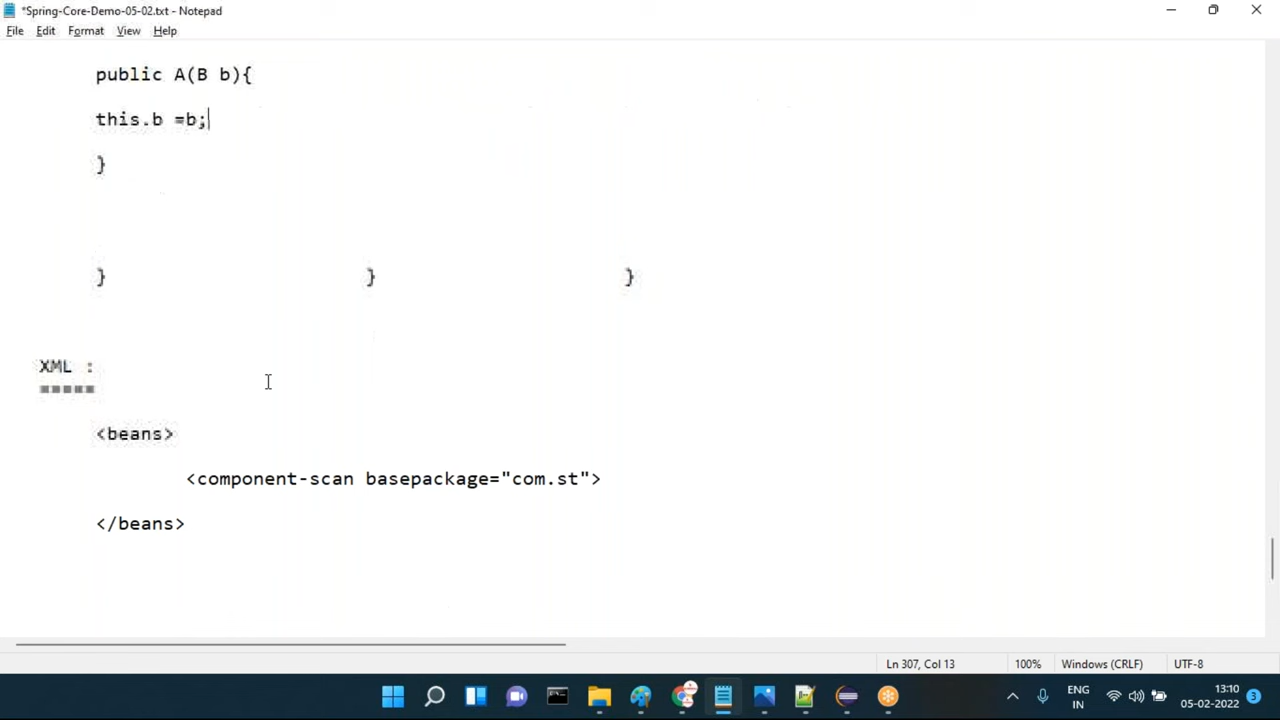 *Spring-Core-Demo-05-02.txt - Notepad
File Edit Format View Help
public A(B b){
this.b =b;
}
} } }
XML :
=====
<beans>
<component-scan basepackage="com.st">
</beans>
Ln 307, Col 13 100% Windows (CRLF) UTF-8
ENG 13:10
IN 05-02-2022 3